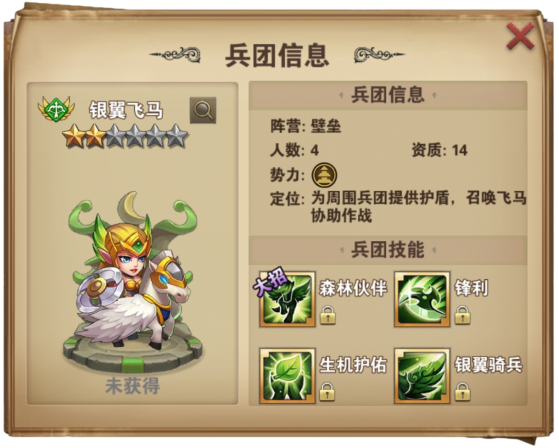 兵团信息
银翼飞马
未获得
兵团信息
阵营: 壁垒
人数: 4 资质: 14
势力:
定位: 为周围兵团提供护盾，召唤飞马
协助作战
兵团技能
大招
森林伙伴 锋利
生机护佑 银翼骑兵